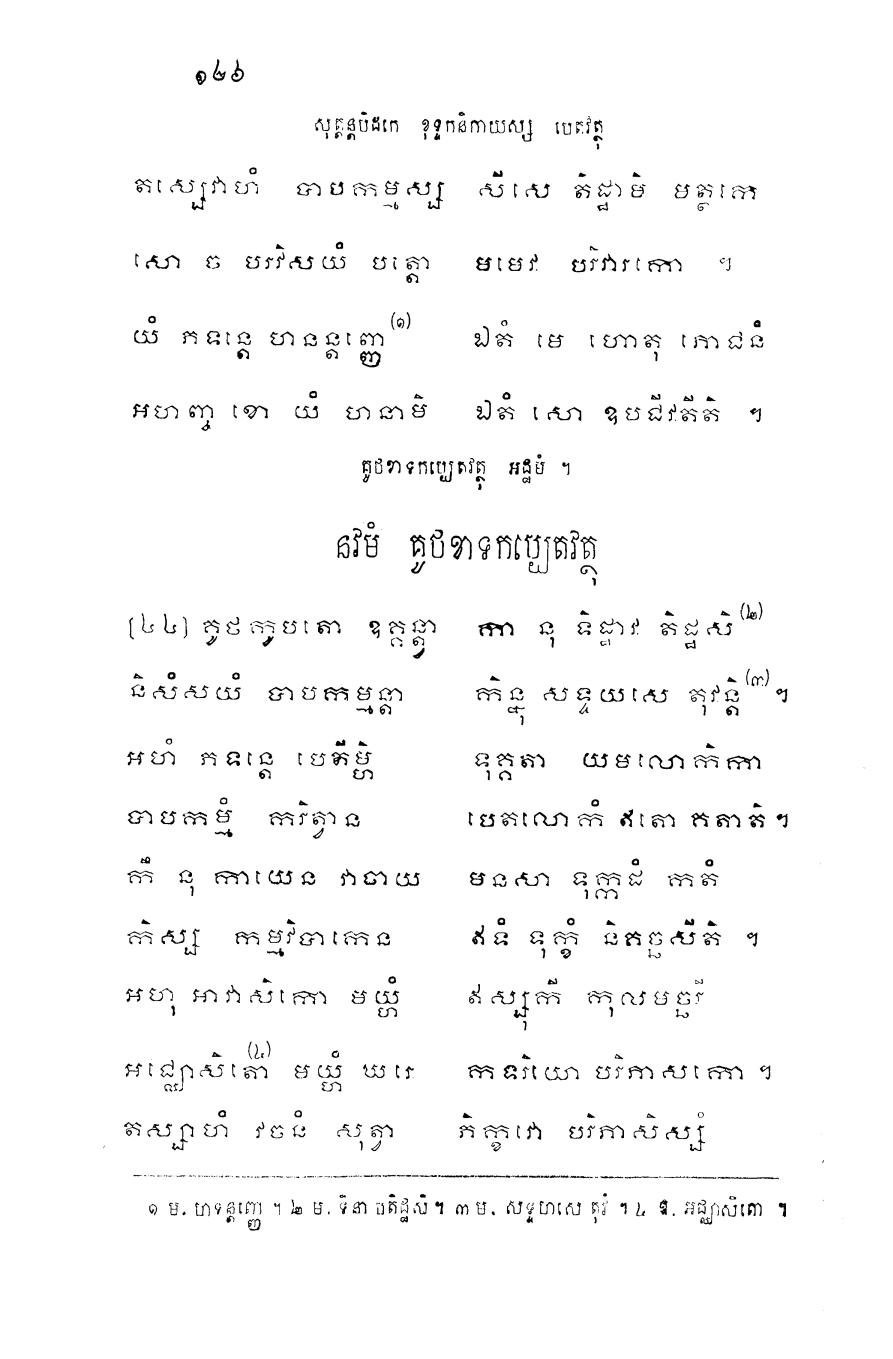 ១២៦
សុត្តន្តបិដកេ ខុទ្ទកនិកាយស្ស បេតវត្ថុ
តស្សេវាហំ បាបកម្មស្ស សីសេ តិដ្ឋាមិ មត្ថកេ
សោ ច បរវិសយំ បត្តោ មមេវ បរិវារកោ ។
យំ ភទន្តេ ហនន្តញ្ញេ(១) ឯតំ មេ ហោតុ ភោជនំ
អហញ្ច ខោ យំ ហនាមិ ឯតំ សោ ឧបជីវតីតិ ។
គូថខាទកប្បេតវត្ថុ អដ្ឋមំ ។
នវមំ គូថខាទកប្បេតវត្ថុ
[៤៤] គូថកូបតោ ឧគ្គន្ត្វា កា នុ ទិដ្ឋាវ តិដ្ឋសិ(២)
និសំសយំ បាបកម្មន្តា កិន្នុ សទ្ទយសេ តុវន្តិ(៣) ។
អហំ ភទន្តេ បេតីម្ហិ ទុគ្គតា យមលោកិកា
បាបកម្មំ ករិត្វាន បេតលោកំ ឥតោ គតាតិ។
កឹ នុ កាយេន វាចាយ មនសា ទុក្កដំ កតំ
កិស្ស កម្មវិបាកេន ឥទំ ទុក្ខំ និគច្ឆសីតិ ។
អហុ អាវាសិកោ មយ្ហំ ឥស្សុកី កុលមច្ឆរី
អជ្ឈោសិតោ(៤) មយ្ហំ ឃរេ កទរិយោ បរិភាសកោ ។
តស្សាហំ វចនំ សុត្វា ភិក្ខវោ បរិភាសិស្សំ
១ ម. ហទន្តញ្ញេ ។ ២ ម. ទីនា បតិដ្ឋសិ។ ៣ ម. សទ្ទហសេ តុវំ ។ ៤ ឱ. អជ្ឈាសិតោ ។